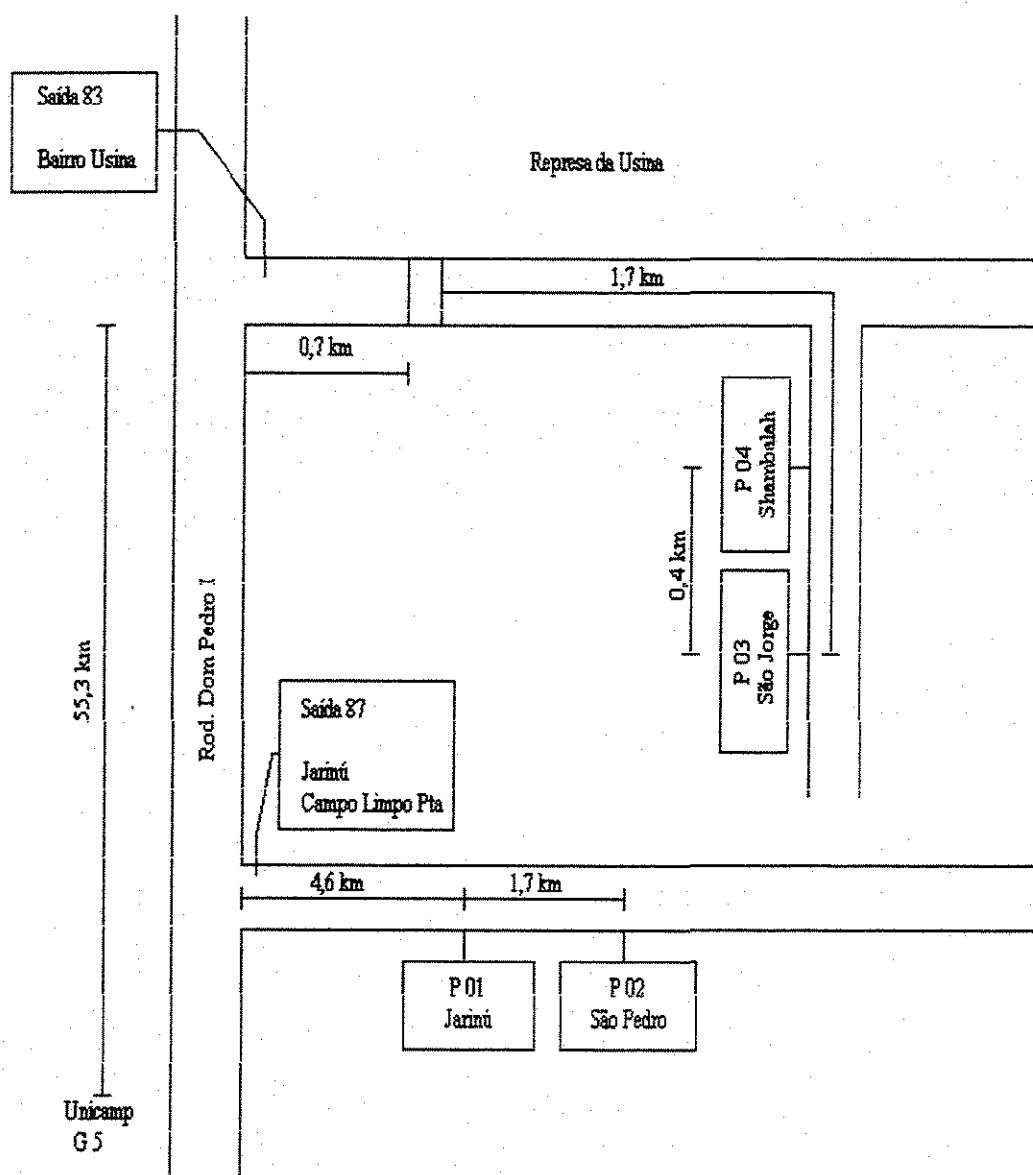 Saída 83
Bairro Usina
Represa da Usina
1,7 km
0,7 km
P 04
Shambalah
0,4 km
P 03
São Jorge
55,3 km
Rod. Dom Pedro I
Saída 87
Jarinú
Campo Limpo Pta
4,6 km
1,7 km
P 01
Jarinú
P 02
São Pedro
Unicamp
G 5